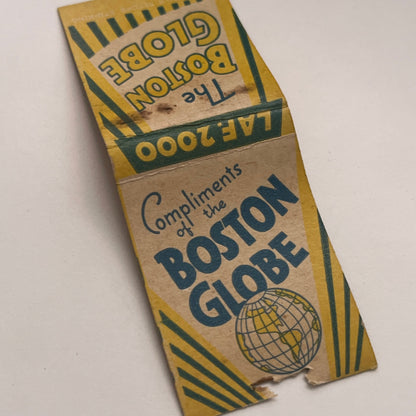 The
BOSTON
GLOBE
LAF. 2000
Compliments
of the
BOSTON
GLOBE